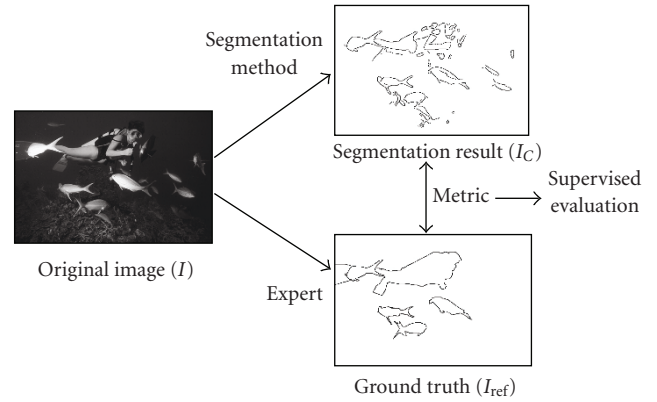 Segmentation
method
Segmentation result (I_C)
Metric
Supervised
evaluation
Original image (I)
Expert
Ground truth (I_ref)